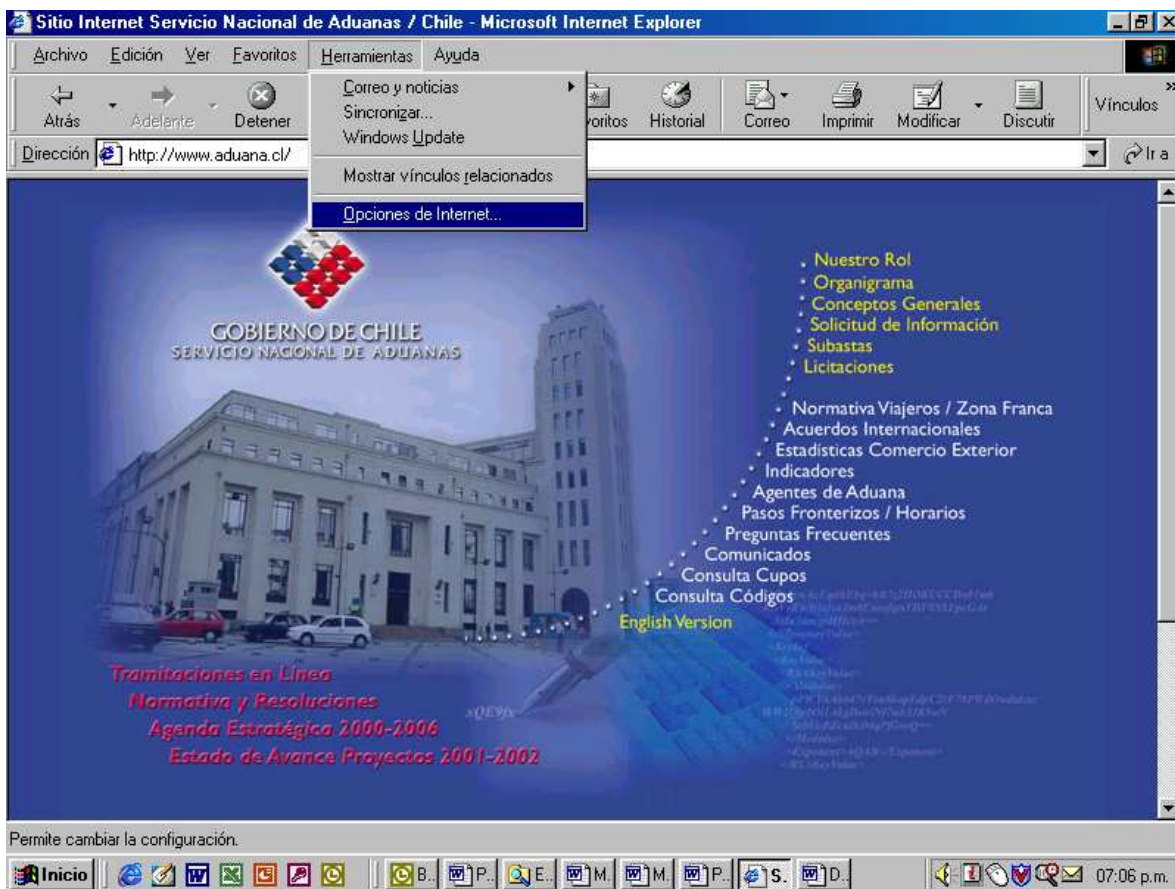 Sitio Internet Servicio Nacional de Aduanas / Chile - Microsoft Internet Explorer
Archivo Edición Ver Favoritos Herramientas Ayuda
Atrás Adelante Detener voritos Historial Correo Imprimir Modificar Discutir Vínculos »
Correo y noticias
Sincronizar...
Windows Update
Mostrar vínculos relacionados
Opciones de Internet...
Dirección http://www.aduana.cl/ Ir a
GOBIERNO DE CHILE
SERVICIO NACIONAL DE ADUANAS
Nuestro Rol
Organigrama
Conceptos Generales
Solicitud de Información
Subastas
Licitaciones
Normativa Viajeros / Zona Franca
Acuerdos Internacionales
Estadísticas Comercio Exterior
Indicadores
Agentes de Aduana
Pasos Fronterizos / Horarios
Preguntas Frecuentes
Comunicados
Consulta Cupos
Consulta Códigos
English Version
Tramitaciones en Línea
Normativa y Resoluciones
Agenda Estratégica 2000-2006
Estado de Avance Proyectos 2001-2002
Permite cambiar la configuración.
Inicio B.. P.. E.. M.. M.. P.. S.. D.. 07:06 p.m.